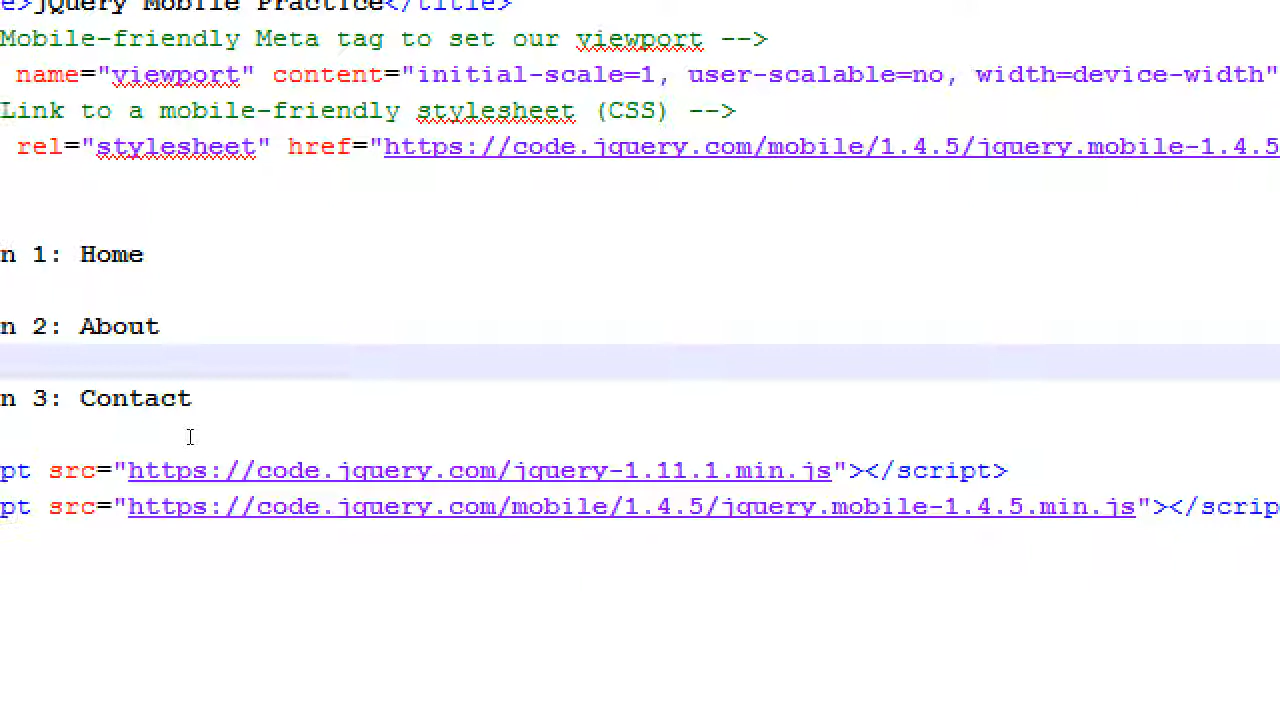 e>jQuery Mobile Practice</title>
Mobile-friendly Meta tag to set our viewport -->
name="viewport" content="initial-scale=1, user-scalable=no, width=device-width"
Link to a mobile-friendly stylesheet (CSS) -->
rel="stylesheet" href="https://code.jquery.com/mobile/1.4.5/jquery.mobile-1.4.5
n 1: Home
n 2: About
n 3: Contact
pt src="https://code.jquery.com/jquery-1.11.1.min.js"></script>
pt src="https://code.jquery.com/mobile/1.4.5/jquery.mobile-1.4.5.min.js"></scrip